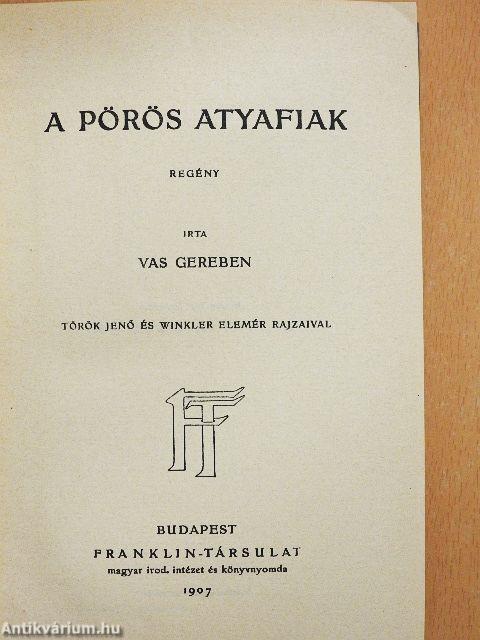 A PÖRÖS ATYAFIAK
REGÉNY
IRTA
VAS GEREBEN
TÖRÖK JENŐ ÉS WINKLER ELEMÉR RAJZAIVAL
FT
BUDAPEST
FRANKLIN-TÁRSULAT
magyar irod. intézet és könyvnyomda
1907
Antikvárium.hu